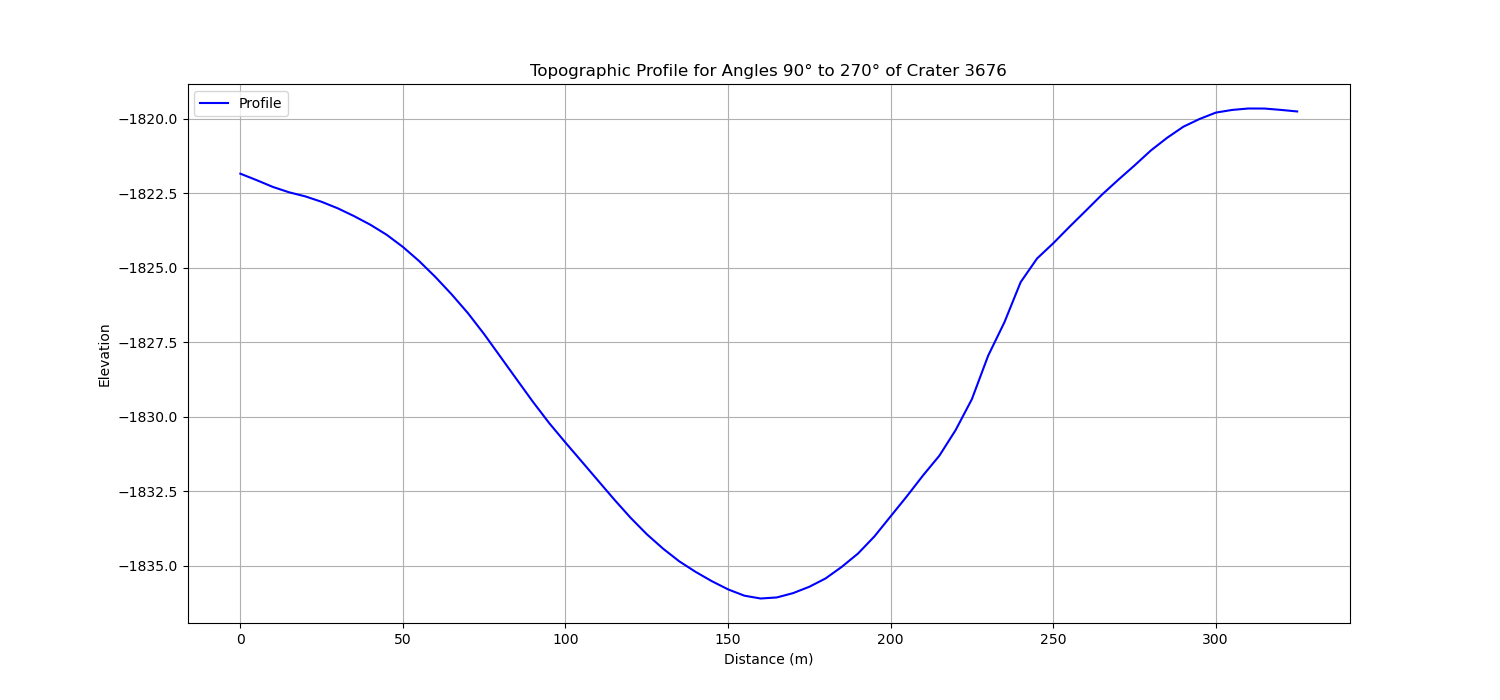 Topographic Profile for Angles 90° to 270° of Crater 3676
Profile
−1820.0
−1822.5
−1825.0
−1827.5
−1830.0
−1832.5
−1835.0
Elevation
0 50 100 150 200 250 300
Distance (m)